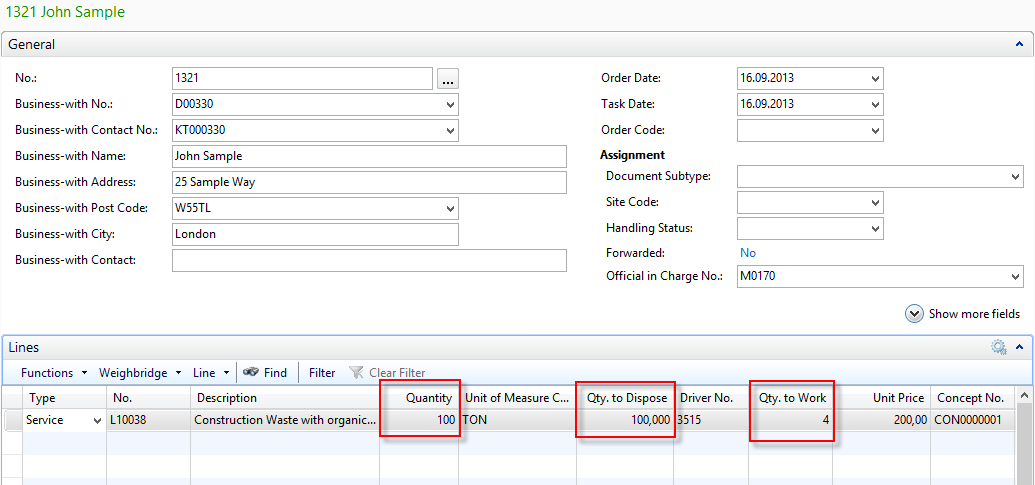 1321 John Sample
General
No.: 1321 ...
Business-with No.: D00330
Business-with Contact No.: KT000330
Business-with Name: John Sample
Business-with Address: 25 Sample Way
Business-with Post Code: W55TL
Business-with City: London
Business-with Contact:
Order Date: 16.09.2013
Task Date: 16.09.2013
Order Code:
Assignment
Document Subtype:
Site Code:
Handling Status:
Forwarded: No
Official in Charge No.: M0170
Show more fields
Lines
Functions Weighbridge Line Find Filter Clear Filter
Type No. Description Quantity Unit of Measure C... Qty. to Dispose Driver No. Qty. to Work Unit Price Concept No.
Service L10038 Construction Waste with organic... 100 TON 100,000 3515 4 200,00 CON0000001